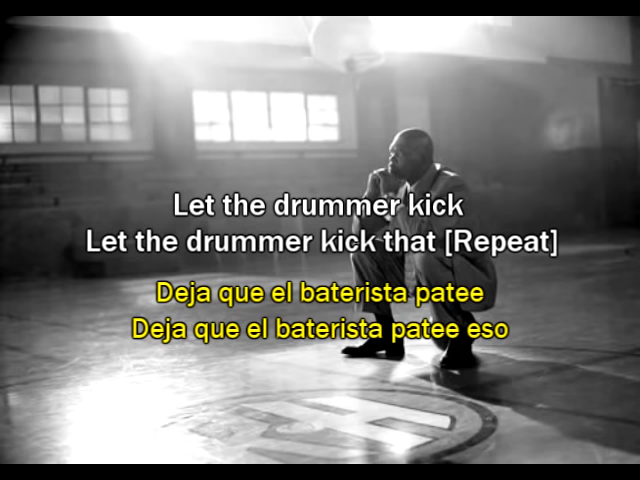 Let the drummer kick
Let the drummer kick that [Repeat]
Deja que el baterista patee
Deja que el baterista patee eso
H